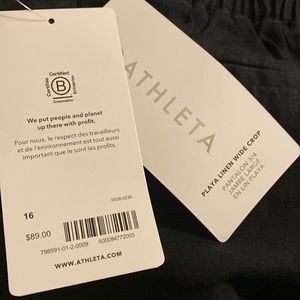 Certified
Certifiée
B
Corporation
Entreprise
We put people and planet
up there with profit.
Pour nous, le respect des travailleurs
et de l'environnement est tout aussi
important que le sont les profits.
16
$89.00
798591-01-2-0009
500084772003
WWW.ATHLETA.COM
ATHLETA
PLAYA LINEN WIDE CROP
PANTALON 3/4
JAMBE LARGE
EN LIN PLAYA